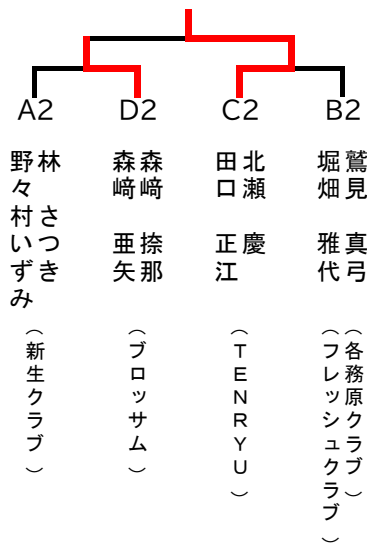 A2
D2
C2
B2
林 さつき
野々村いずみ
（新生クラブ）
森﨑 捺那
森﨑 亜矢
（ブロッサム）
北瀬 慶
田口 正江
（TENRYU）
鷲見 真弓
堀畑 雅代
（各務原クラブ）
（フレッシュクラブ）